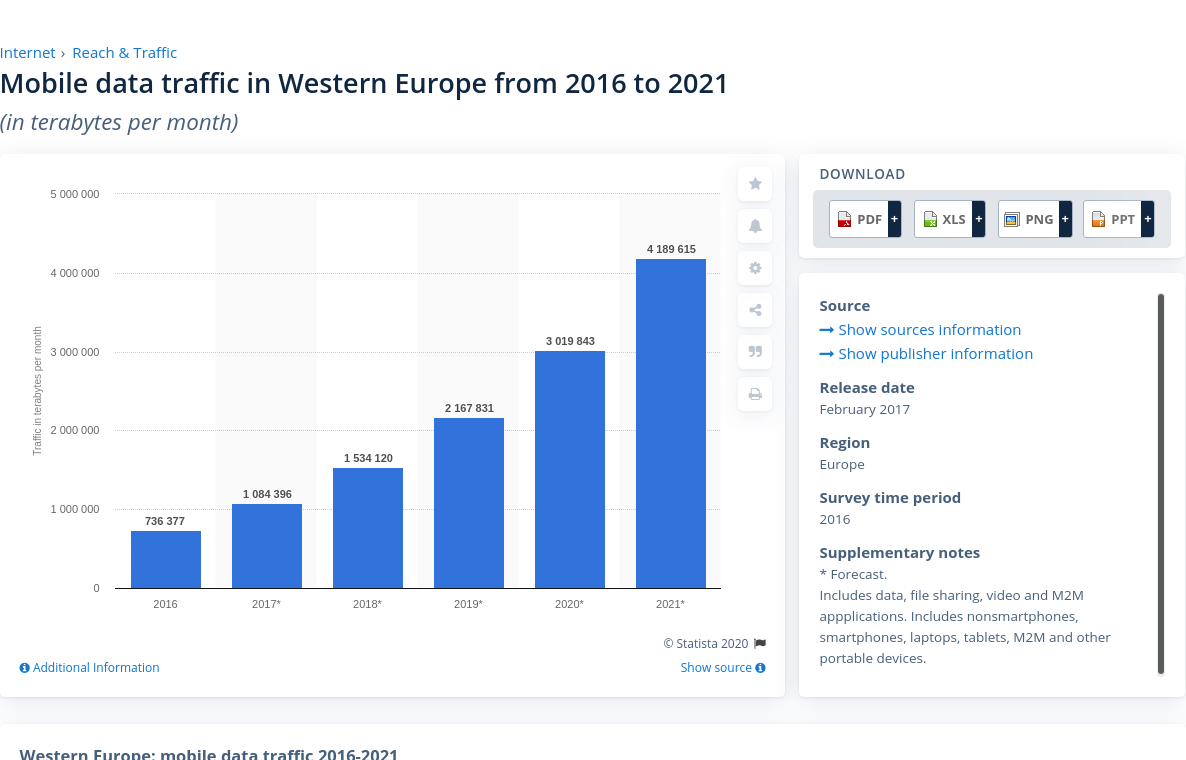 Internet › Reach & Traffic
Mobile data traffic in Western Europe from 2016 to 2021
(in terabytes per month)
Traffic in terabytes per month
5 000 000
4 000 000
3 000 000
2 000 000
1 000 000
0
736 377
1 084 396
1 534 120
2 167 831
3 019 843
4 189 615
2016
2017*
2018*
2019*
2020*
2021*
© Statista 2020
Additional Information
Show source
DOWNLOAD
PDF + XLS + PNG + PPT +
Source
Show sources information
Show publisher information
Release date
February 2017
Region
Europe
Survey time period
2016
Supplementary notes
* Forecast.
Includes data, file sharing, video and M2M
appplications. Includes nonsmartphones,
smartphones, laptops, tablets, M2M and other
portable devices.
Western Europe: mobile data traffic 2016-2021